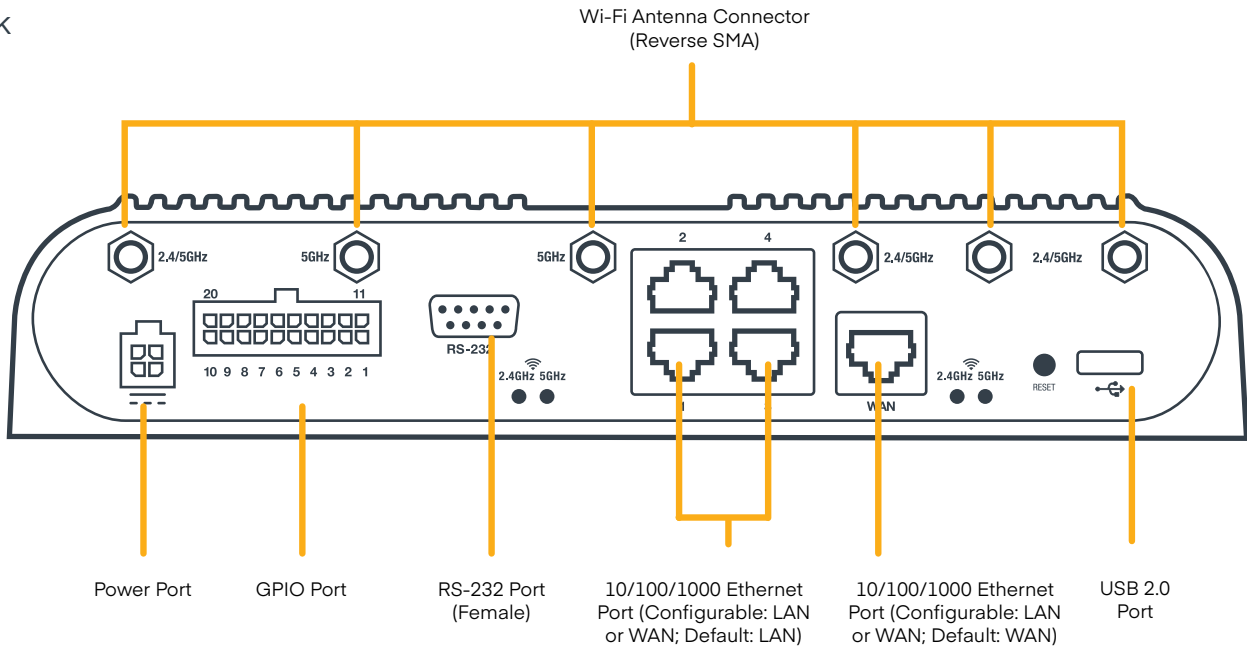 Wi-Fi Antenna Connector
(Reverse SMA)
2.4/5GHz
5GHz
5GHz
2.4/5GHz
2.4/5GHz
2 4
20 11
10 9 8 7 6 5 4 3 2 1
RS-232
2.4GHz 5GHz
1
WAN
2.4GHz 5GHz
RESET
Power Port
GPIO Port
RS-232 Port
(Female)
10/100/1000 Ethernet
Port (Configurable: LAN
or WAN; Default: LAN)
10/100/1000 Ethernet
Port (Configurable: LAN
or WAN; Default: WAN)
USB 2.0
Port